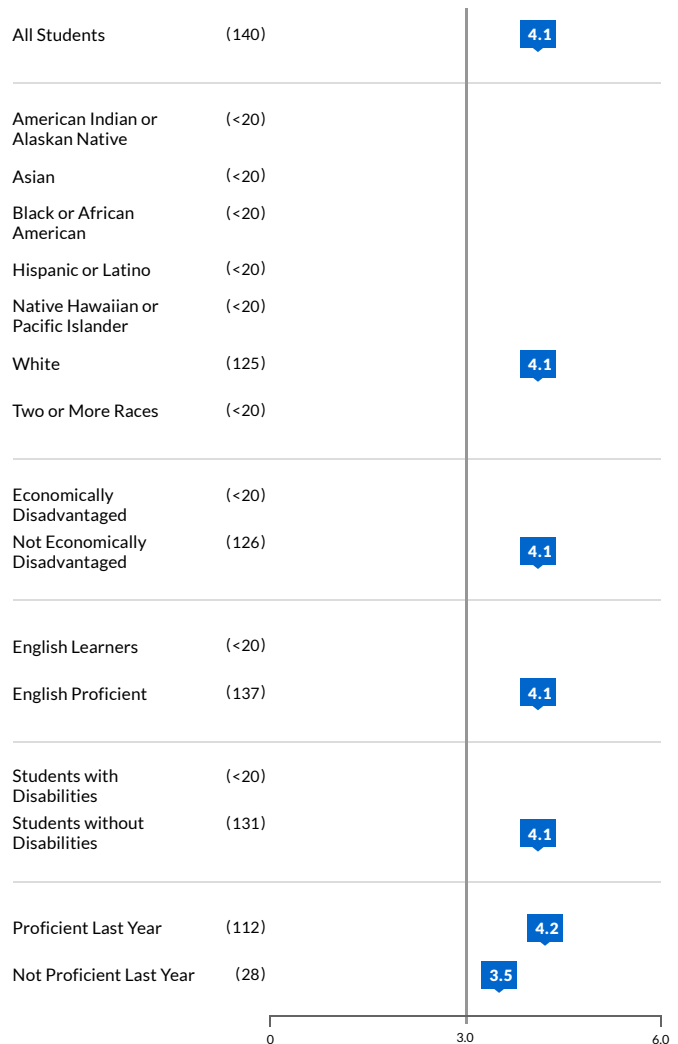 All Students (140) 4.1
American Indian or (<20)
Alaskan Native
Asian (<20)
Black or African (<20)
American
Hispanic or Latino (<20)
Native Hawaiian or (<20)
Pacific Islander
White (125) 4.1
Two or More Races (<20)
Economically (<20)
Disadvantaged
Not Economically (126) 4.1
Disadvantaged
English Learners (<20)
English Proficient (137) 4.1
Students with (<20)
Disabilities
Students without (131) 4.1
Disabilities
Proficient Last Year (112) 4.2
Not Proficient Last Year (28) 3.5
0 3.0 6.0